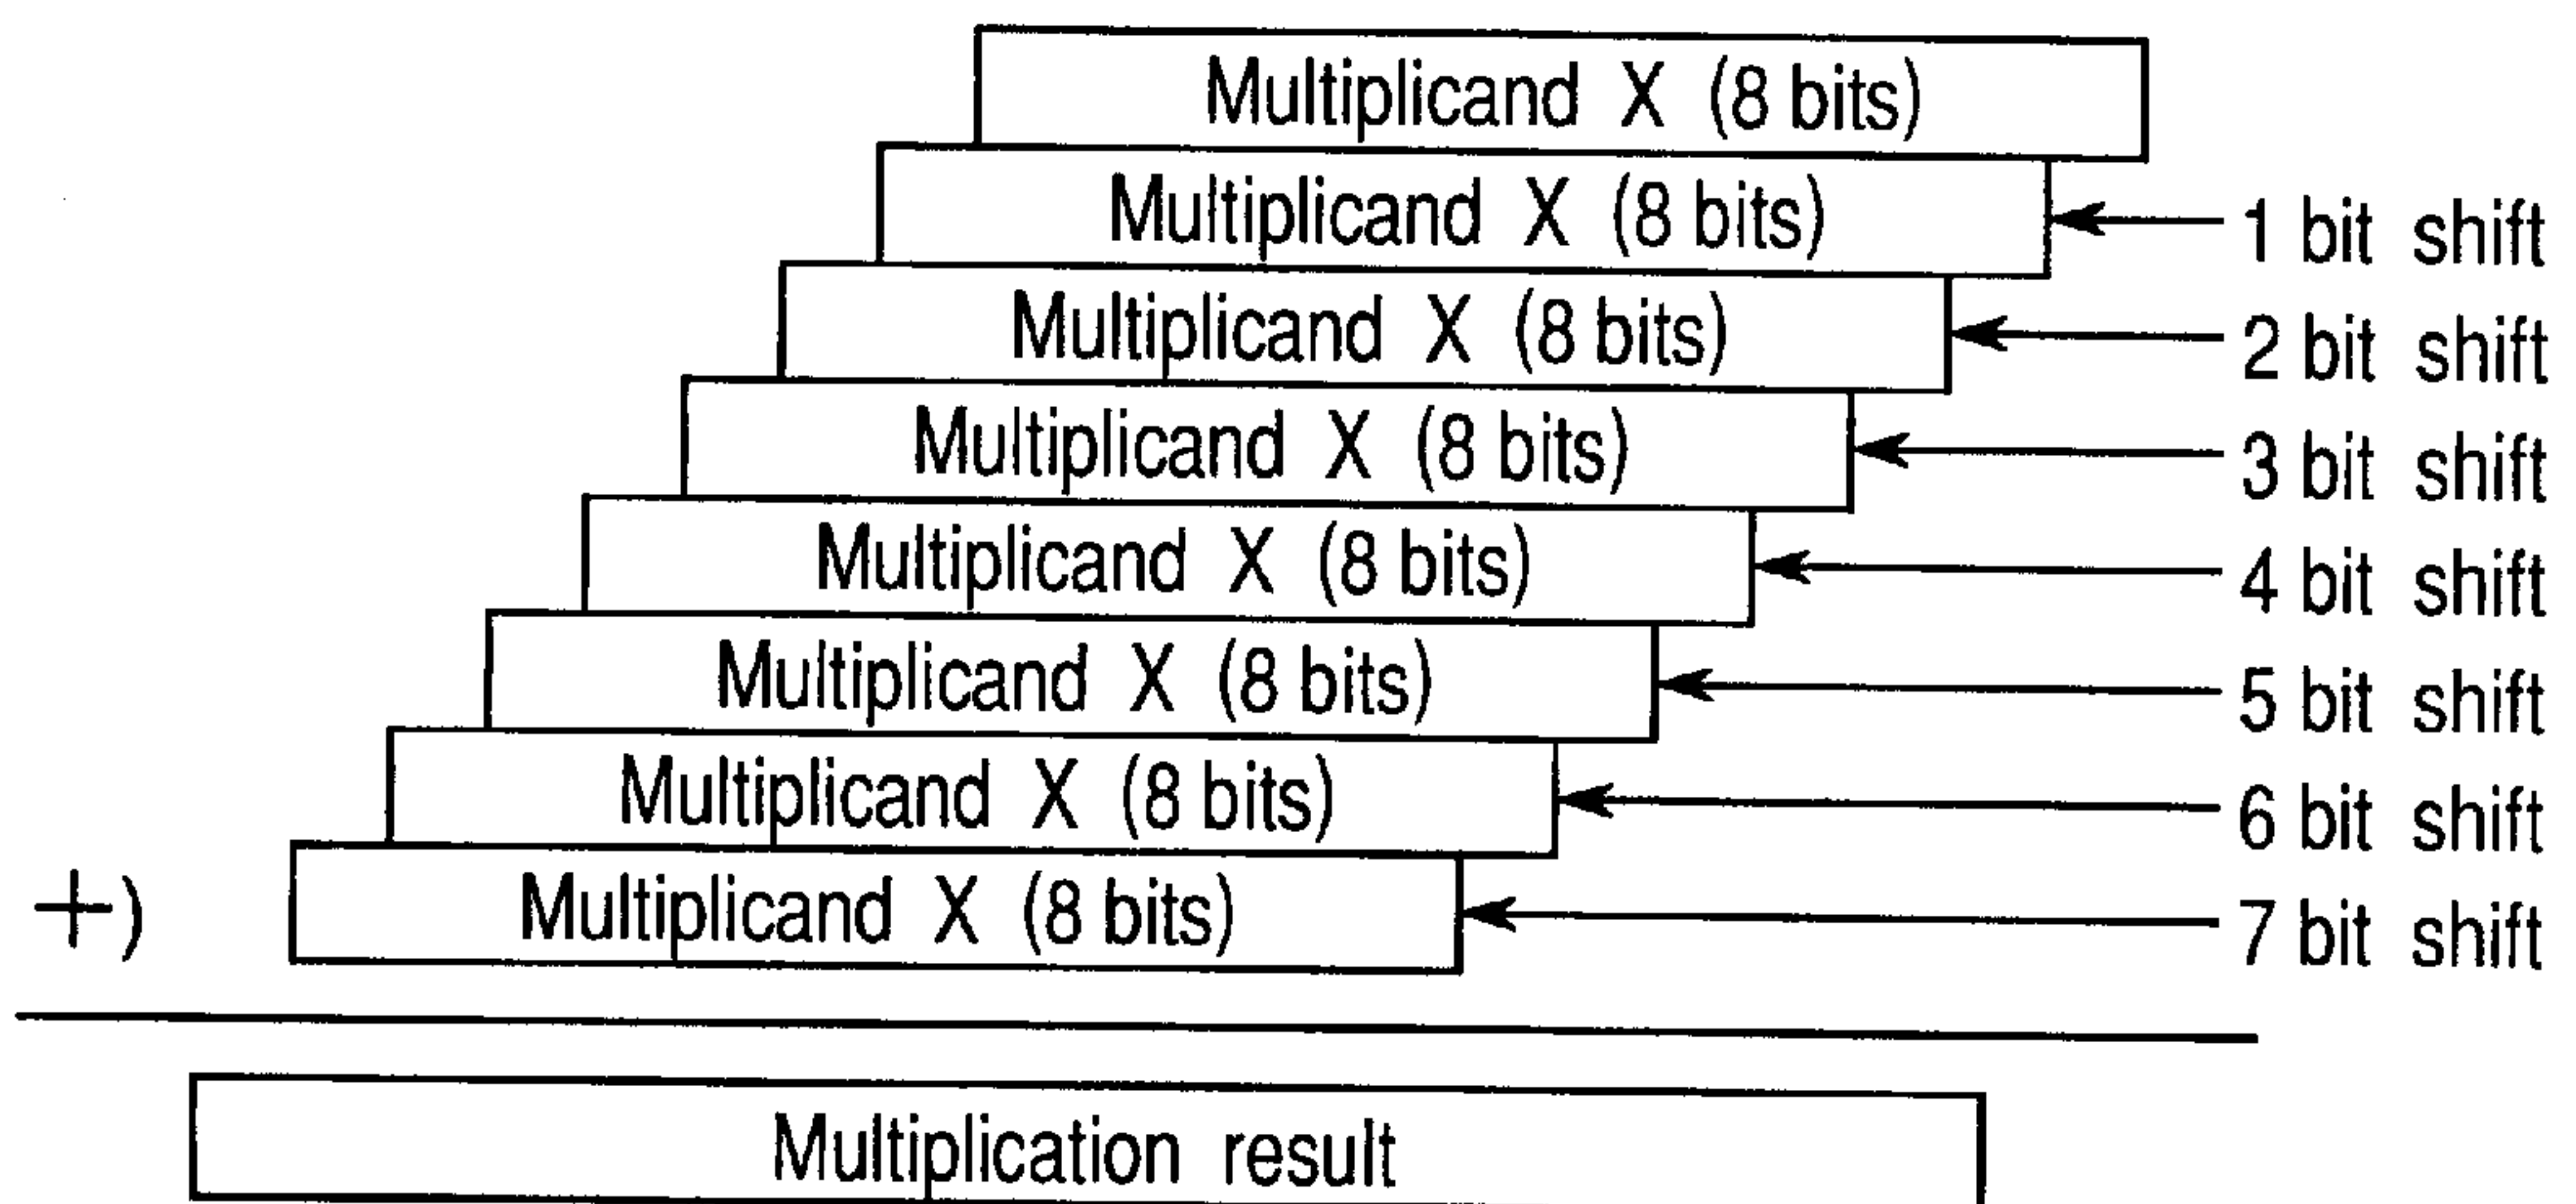 Multiplicand X (8 bits)
Multiplicand X (8 bits) 1 bit shift
Multiplicand X (8 bits) 2 bit shift
Multiplicand X (8 bits) 3 bit shift
Multiplicand X (8 bits) 4 bit shift
Multiplicand X (8 bits) 5 bit shift
Multiplicand X (8 bits) 6 bit shift
+) Multiplicand X (8 bits) 7 bit shift
Multiplication result